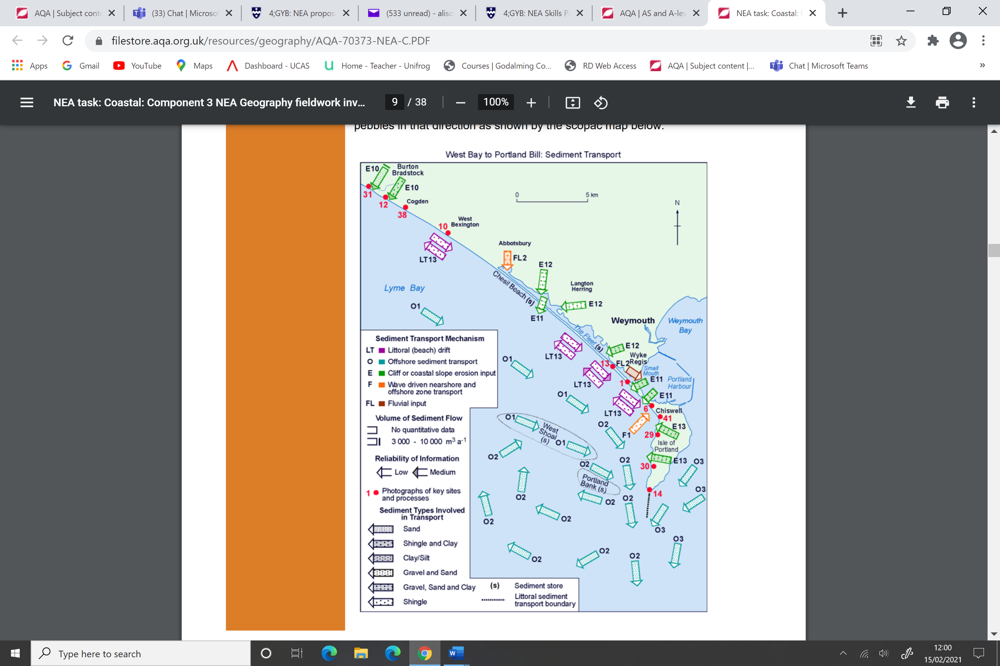 AQA | Subject conte
(33) Chat | Microsof
4;GYB: NEA propos
(533 unread) - aliso
4;GYB: NEA Skills P
AQA | AS and A-lev
NEA task: Coastal:
filestore.aqa.org.uk/resources/geography/AQA-70373-NEA-C.PDF
Apps
Gmail
YouTube
Maps
Dashboard - UCAS
Home - Teacher - Unifrog
Courses | Godalming Co...
RD Web Access
AQA | Subject content |...
Chat | Microsoft Teams
»
NEA task: Coastal: Component 3 NEA Geography fieldwork inv...
9 / 38
100%
pebbles in that direction as shown by the scopac map below.
West Bay to Portland Bill: Sediment Transport
E10
Burton
Bradstock
E10
31
12
Cogden
38
0
5 km
N
West
Bexington
10
LT13
Abbotsbury
FL2
E12
Chesil Beach (s)
Langton
Herring
E12
E11
Lyme Bay
O1
Weymouth
Weymouth
Bay
The Fleet (s)
LT13
E12
Wyke
Regis
O1
13
FL2
Small
Mouth
E11
Portland
Harbour
LT13
1
E11
O1
6
Chiswell
LT13
41
O1
West
Shoal
(s)
O1
O2
F1
E13
29
Isle of
Portland
O2
O2
O2
E13
O3
30
Portland
Bank (s)
O2
O2
O2
O3
14
O2
O2
O3
O2
O2
O2
O3
Sediment Transport Mechanism
LT Littoral (beach) drift
O Offshore sediment transport
E Cliff or coastal slope erosion input
F Wave driven nearshore and
offshore zone transport
FL Fluvial input
Volume of Sediment Flow
No quantitative data
3 000 - 10 000 m³ a⁻¹
Reliability of Information
Low Medium
1 Photographs of key sites
and processes
Sediment Types Involved
in Transport
Sand
Shingle and Clay
Clay/Silt
Gravel and Sand
Gravel, Sand and Clay
Shingle
(s) Sediment store
Littoral sediment
transport boundary
Type here to search
W
12:00
15/02/2021